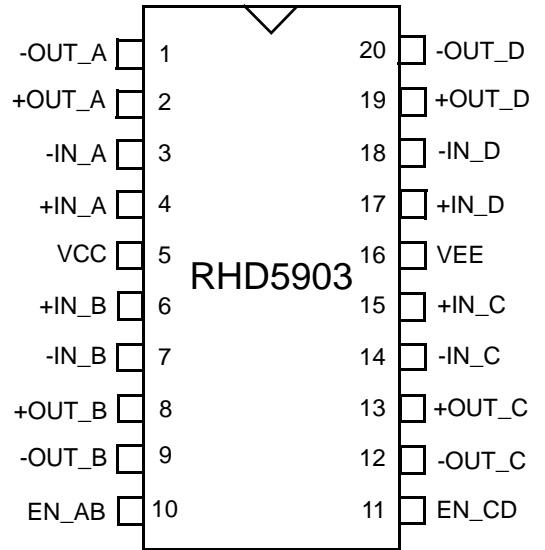 -OUT_A 1 20 -OUT_D
+OUT_A 2 19 +OUT_D
-IN_A 3 18 -IN_D
+IN_A 4 17 +IN_D
VCC 5 16 VEE
RHD5903
+IN_B 6 15 +IN_C
-IN_B 7 14 -IN_C
+OUT_B 8 13 +OUT_C
-OUT_B 9 12 -OUT_C
EN_AB 10 11 EN_CD